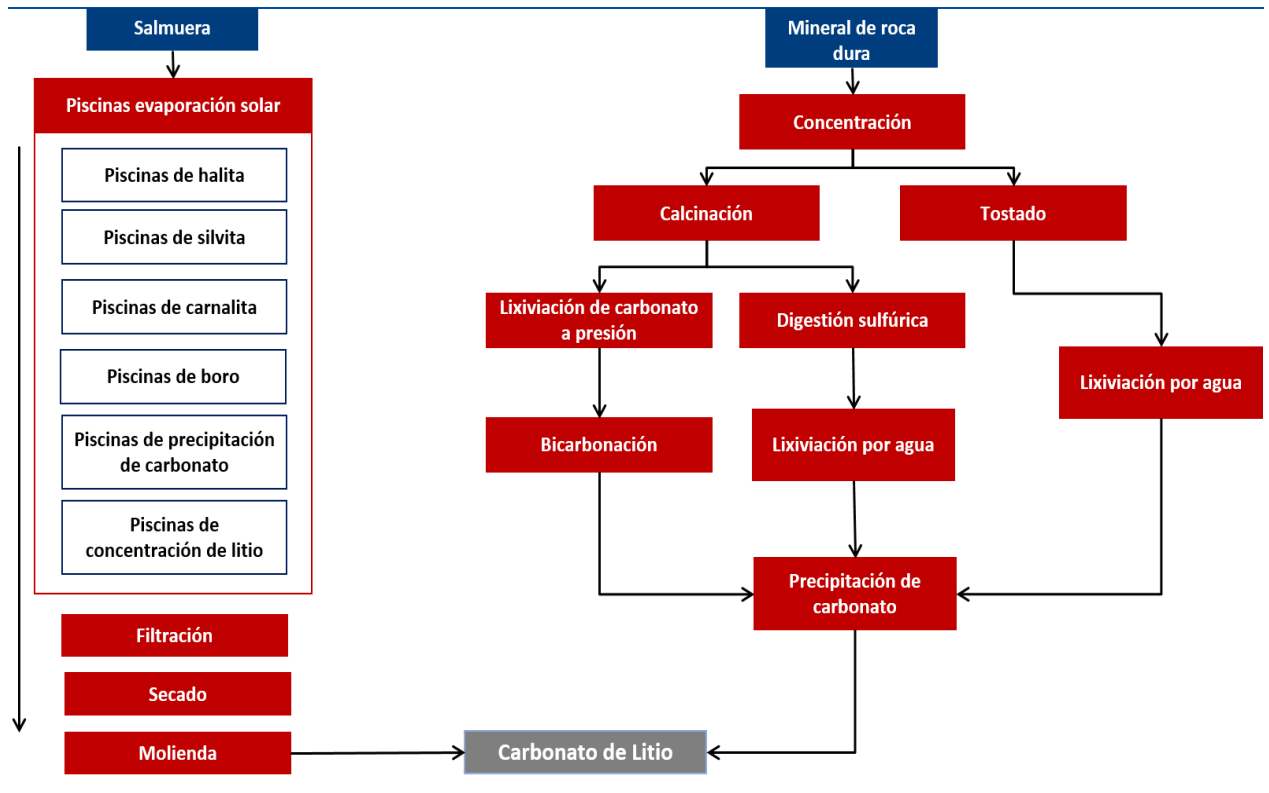 Salmuera
Piscinas evaporación solar
Piscinas de halita
Piscinas de silvita
Piscinas de carnalita
Piscinas de boro
Piscinas de precipitación
de carbonato
Piscinas de
concentración de litio
Filtración
Secado
Molienda
Mineral de roca
dura
Concentración
Calcinación
Tostado
Lixiviación de carbonato
a presión
Digestión sulfúrica
Lixiviación por agua
Bicarbonación
Lixiviación por agua
Precipitación de
carbonato
Carbonato de Litio